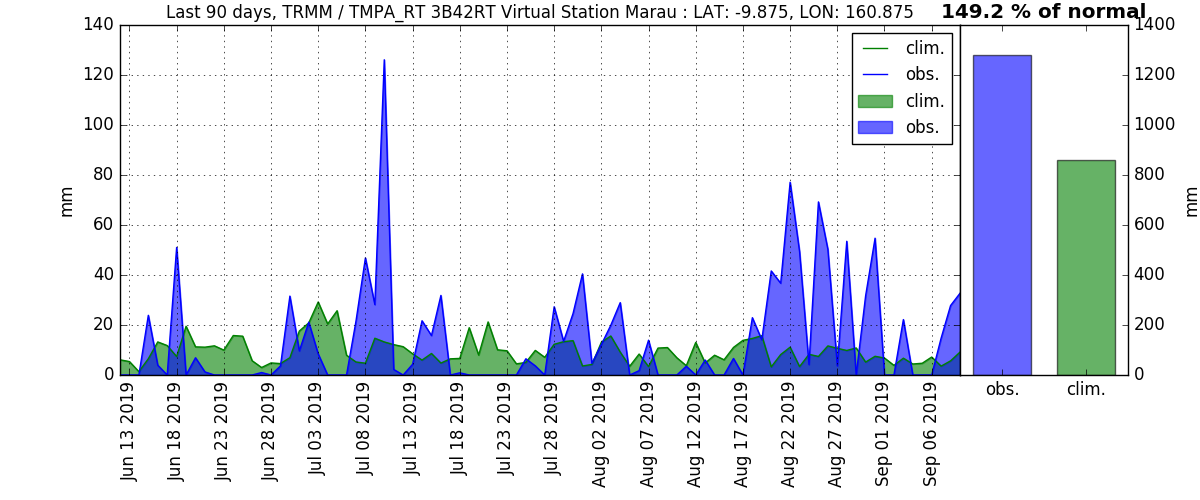 Last 90 days, TRMM / TMPA_RT 3B42RT Virtual Station Marau : LAT: -9.875, LON: 160.875
149.2 % of normal
140
120
100
80
60
40
20
0
mm
clim.
obs.
clim.
obs.
1400
1200
1000
800
600
400
200
0
mm
Jun 13 2019
Jun 18 2019
Jun 23 2019
Jun 28 2019
Jul 03 2019
Jul 08 2019
Jul 13 2019
Jul 18 2019
Jul 23 2019
Jul 28 2019
Aug 02 2019
Aug 07 2019
Aug 12 2019
Aug 17 2019
Aug 22 2019
Aug 27 2019
Sep 01 2019
Sep 06 2019
obs.
clim.